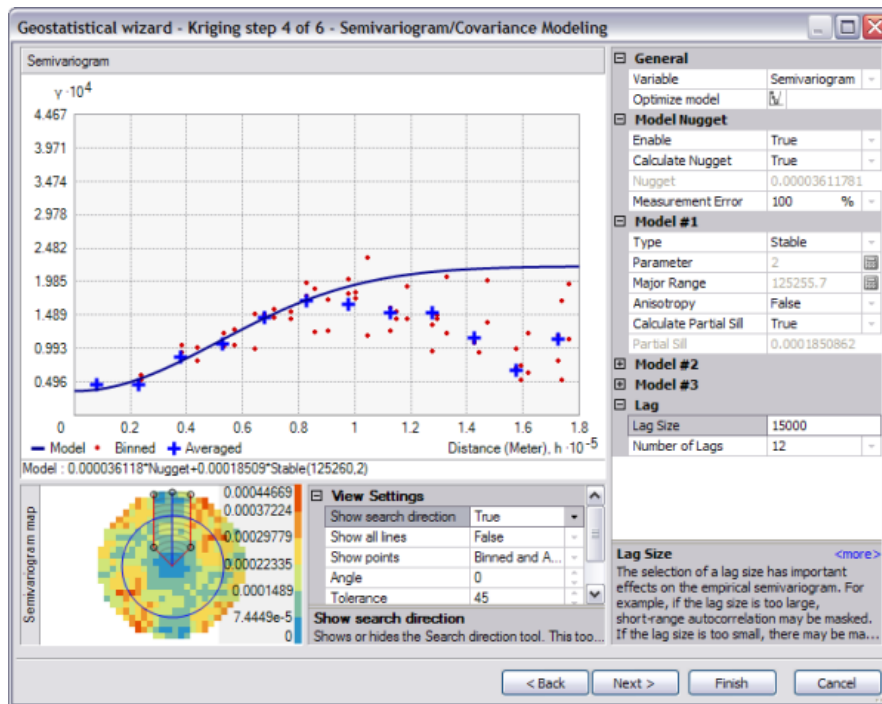 Geostatistical wizard - Kriging step 4 of 6 - Semivariogram/Covariance Modeling
Semivariogram
γ ·10⁴
4.467
3.971
3.474
2.978
2.482
1.985
1.489
0.993
0.496
0 0.2 0.4 0.6 0.8 1 1.2 1.4 1.6 1.8
Model Binned Averaged Distance (Meter), h ·10⁻⁵
Model : 0.000036118*Nugget+0.00018509*Stable(125260,2)
Semivariogram map
0.00044669
0.00037224
0.00029779
0.00022335
0.0001489
7.4449e-5
0
View Settings
Show search direction True
Show all lines False
Show points Binned and A...
Angle 0
Tolerance 45
Show search direction
Shows or hides the Search direction tool. This too...
General
Variable Semivariogram
Optimize model
Model Nugget
Enable True
Calculate Nugget True
Nugget 0.00003611781
Measurement Error 100 %
Model #1
Type Stable
Parameter 2
Major Range 125255.7
Anisotropy False
Calculate Partial Sill True
Partial Sill 0.0001850862
Model #2
Model #3
Lag
Lag Size 15000
Number of Lags 12
Lag Size <more>
The selection of a lag size has important
effects on the empirical semivariogram. For
example, if the lag size is too large,
short-range autocorrelation may be masked.
If the lag size is too small, there may be ma...
< Back Next > Finish Cancel